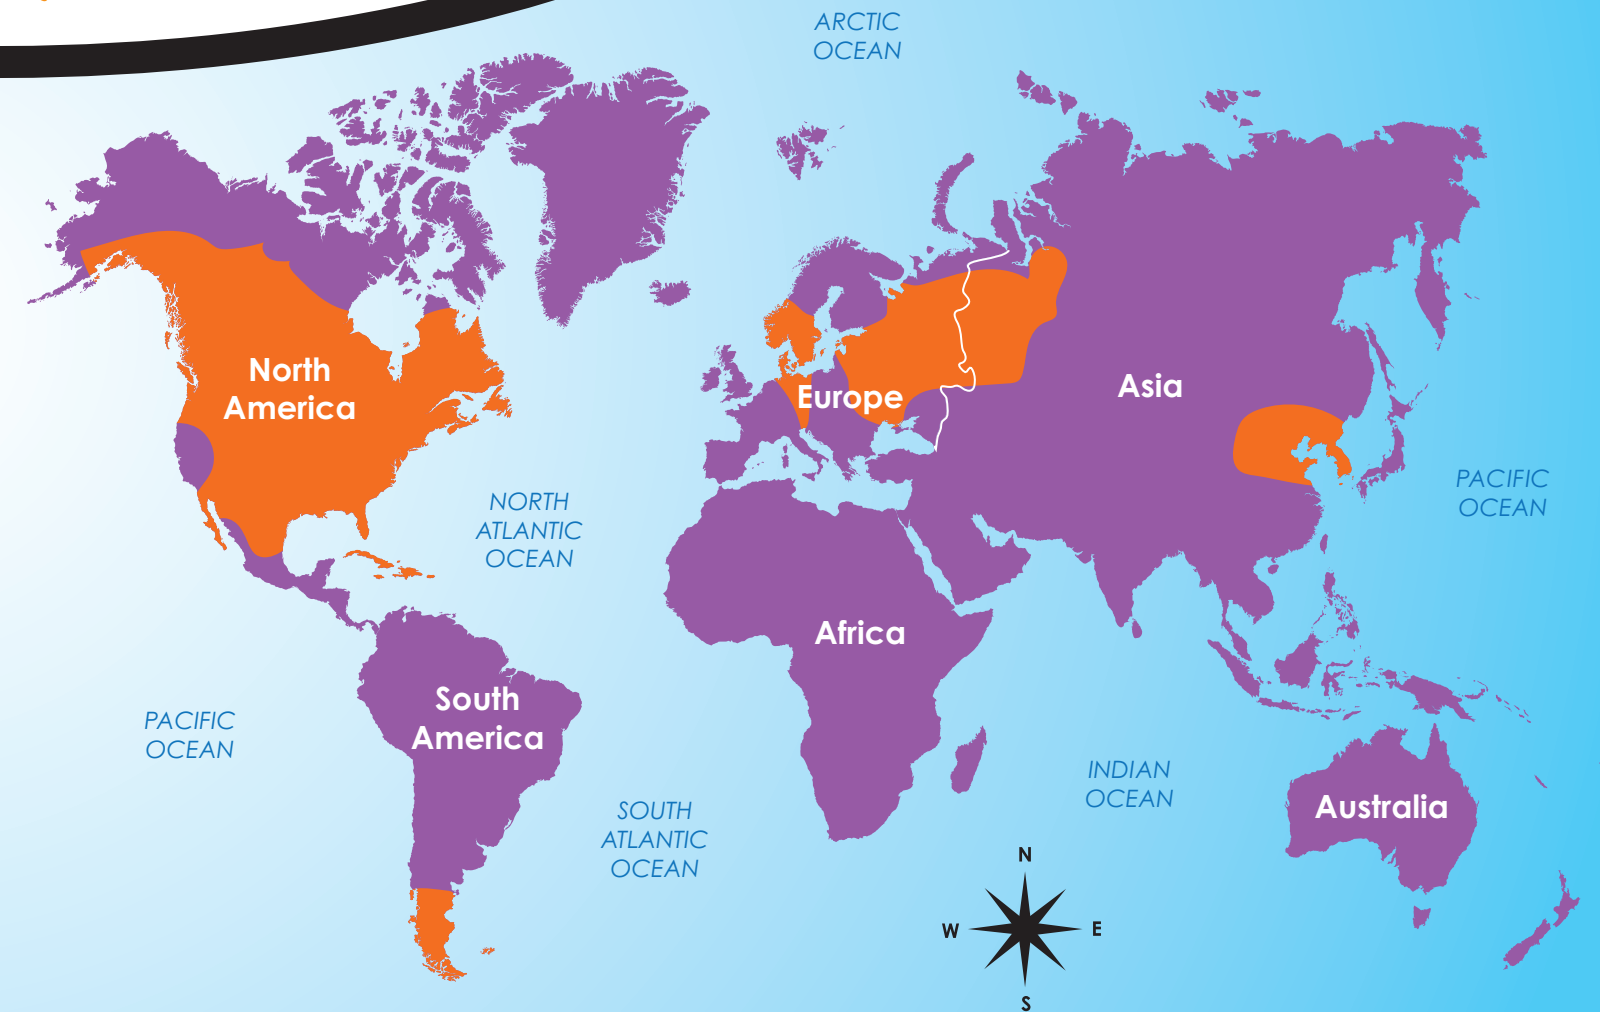 ARCTIC
OCEAN
North
America
Europe
Asia
NORTH
ATLANTIC
OCEAN
PACIFIC
OCEAN
Africa
South
America
PACIFIC
OCEAN
INDIAN
OCEAN
Australia
SOUTH
ATLANTIC
OCEAN
N
W
E
S